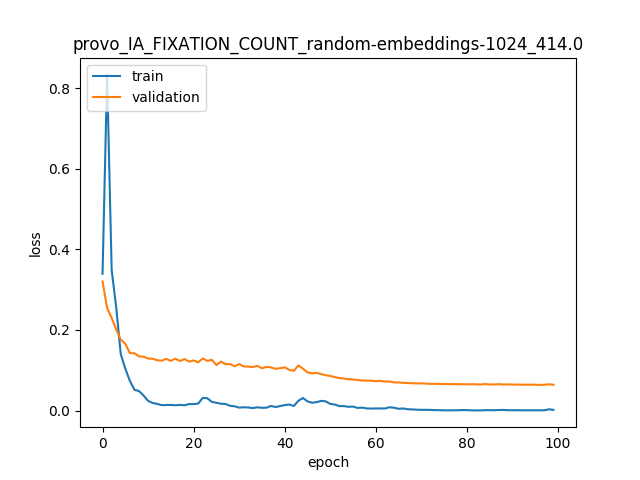 provo_IA_FIXATION_COUNT_random-embeddings-1024_414.0
train
validation
loss
0.8
0.6
0.4
0.2
0.0
0 20 40 60 80 100
epoch